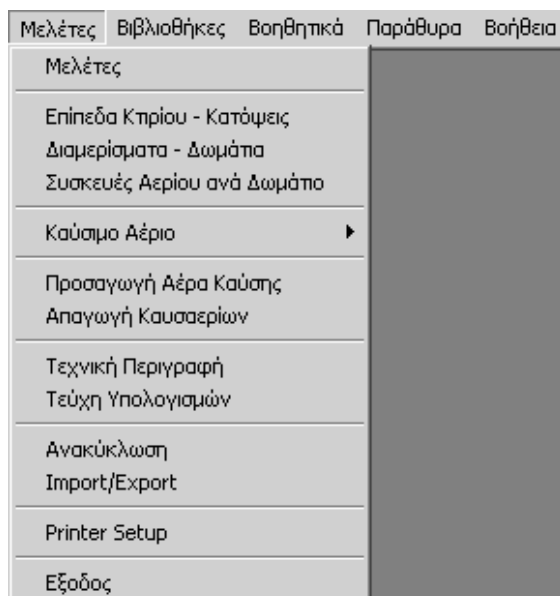 Μελέτες Βιβλιοθήκες Βοηθητικά Παράθυρα Βοήθεια
Μελέτες
Επίπεδα Κτιρίου - Κατόψεις
Διαμερίσματα - Δωμάτια
Συσκευές Αερίου ανά Δωμάτιο
Καύσιμο Αέριο
Προσαγωγή Αέρα Καύσης
Απαγωγή Καυσαερίων
Τεχνική Περιγραφή
Τεύχη Υπολογισμών
Ανακύκλωση
Import/Export
Printer Setup
Εξοδος